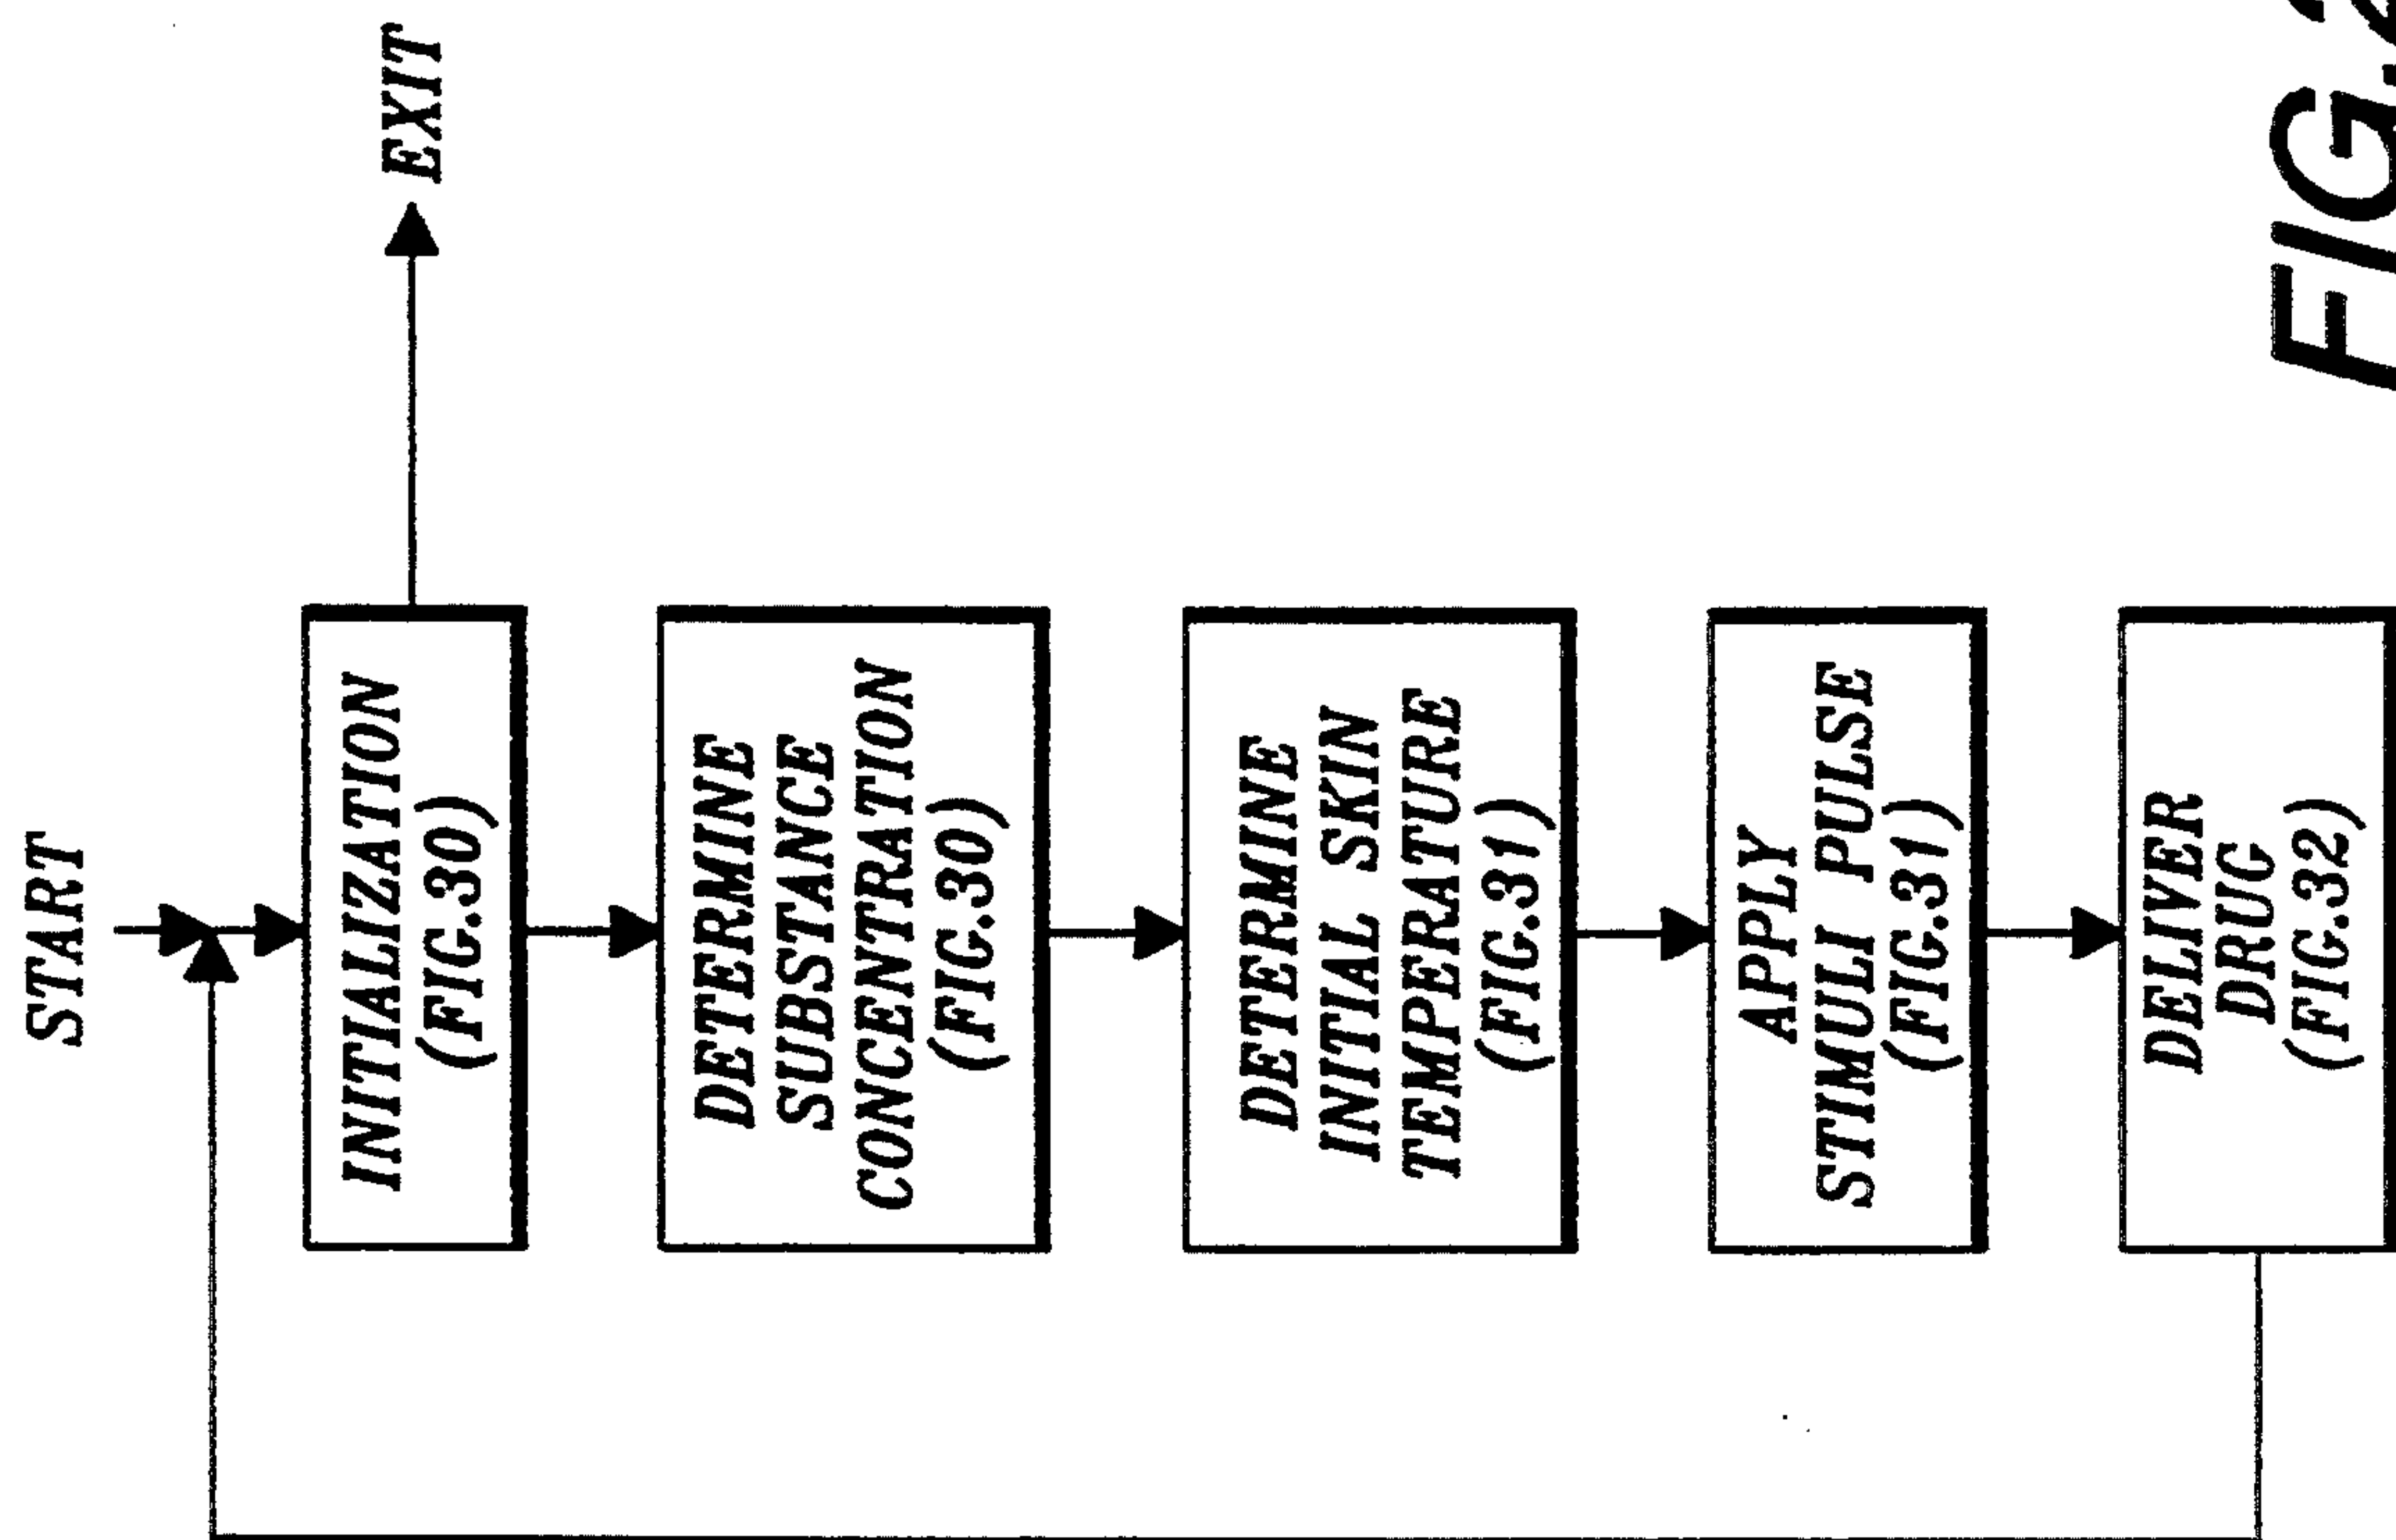 START
EXIT
INITIALIZATION
(FIG.30)
DETERMINE
SUBSTANCE
CONCENTRATION
(FIG.30)
DETERMINE
INITIAL SKIN
TEMPERATURE
(FIG.31)
APPLY
STIMULI PULSE
(FIG.31)
DELIVER
DRUG
(FIG.32)
FIG.